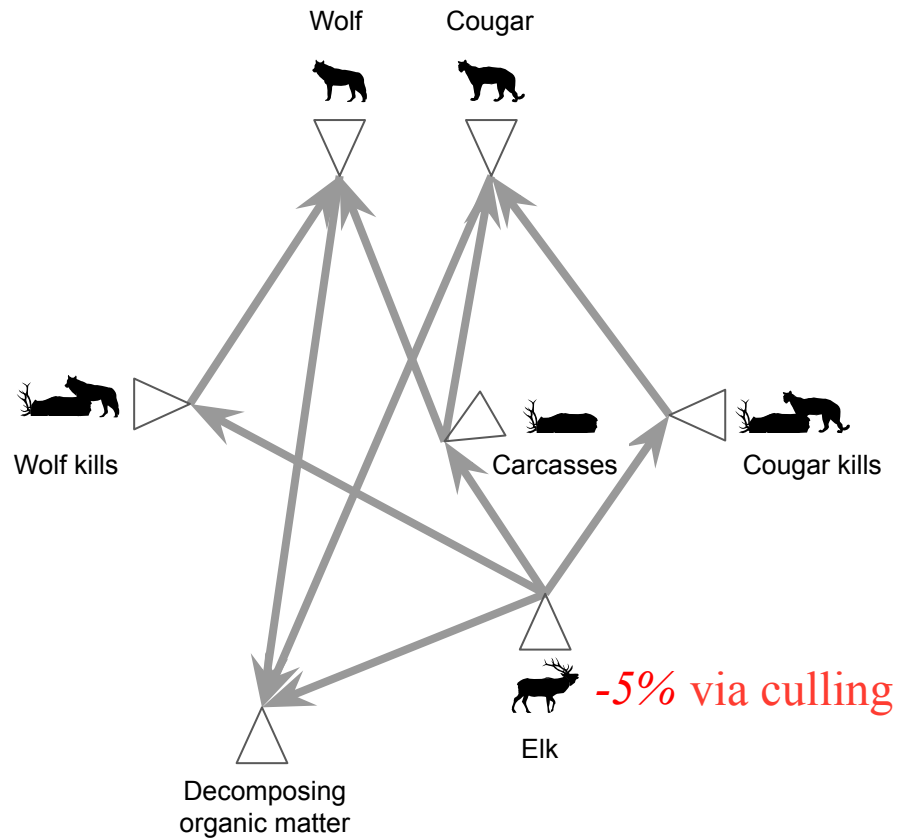 Wolf
Cougar
Wolf kills
Carcasses
Cougar kills
-5% via culling
Elk
Decomposing
organic matter